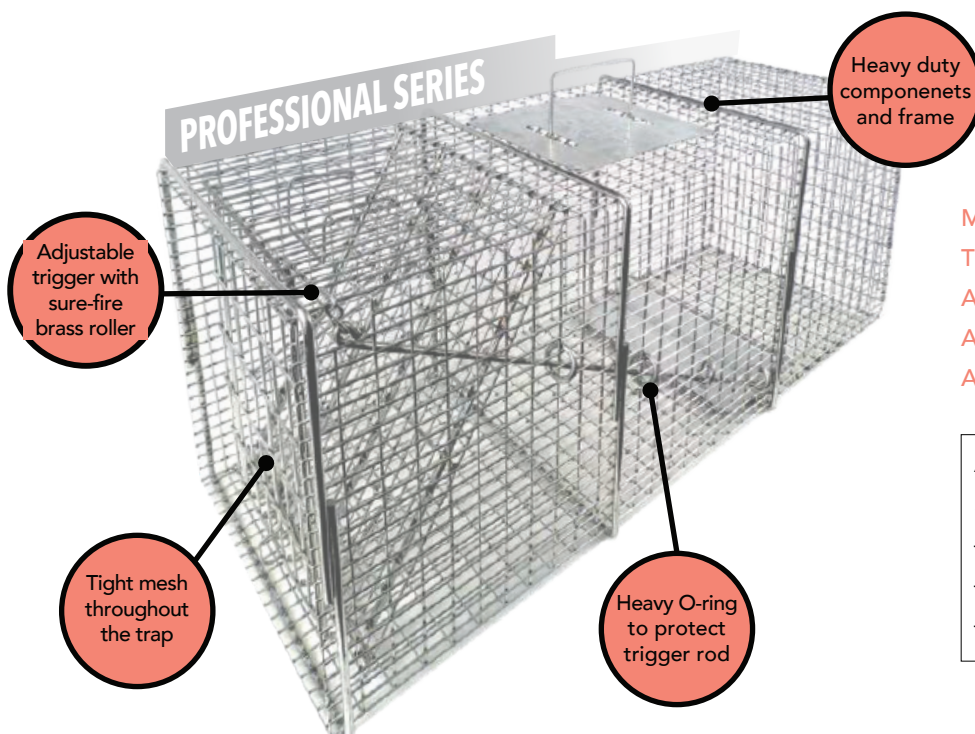 PROFESSIONAL SERIES
Heavy duty
componenets
and frame
Adjustable
trigger with
sure-fire
brass roller
Tight mesh
throughout
the trap
Heavy O-ring
to protect
trigger rod
M
T
A
A
A